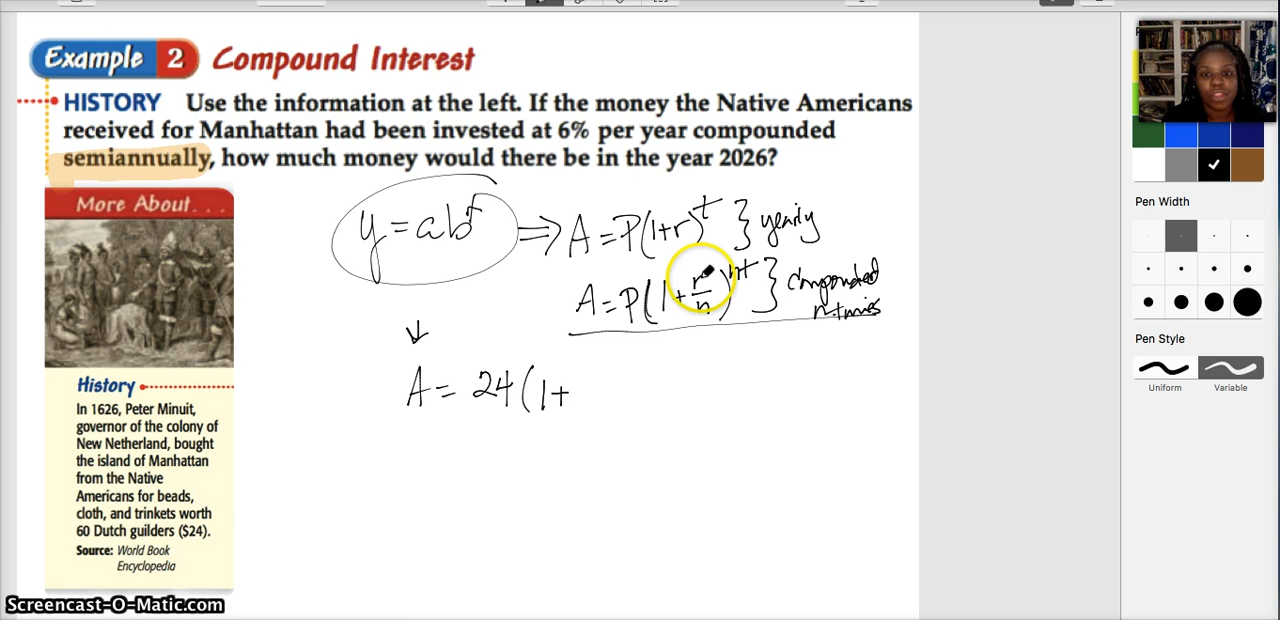 Example 2 Compound Interest
HISTORY Use the information at the left. If the money the Native Americans
received for Manhattan had been invested at 6% per year compounded
semiannually, how much money would there be in the year 2026?
More About. . .
History
In 1626, Peter Minuit,
governor of the colony of
New Netherland, bought
the island of Manhattan
from the Native
Americans for beads,
cloth, and trinkets worth
60 Dutch guilders ($24).
Source: World Book
Encyclopedia
y = ab^t ⇒ A = P(1+r)^t } yearly
A = P(1+r/n)^nt } compounded
n-times
↓
A = 24(1+
Pen Width
Pen Style
Uniform Variable
Screencast-O-Matic.com